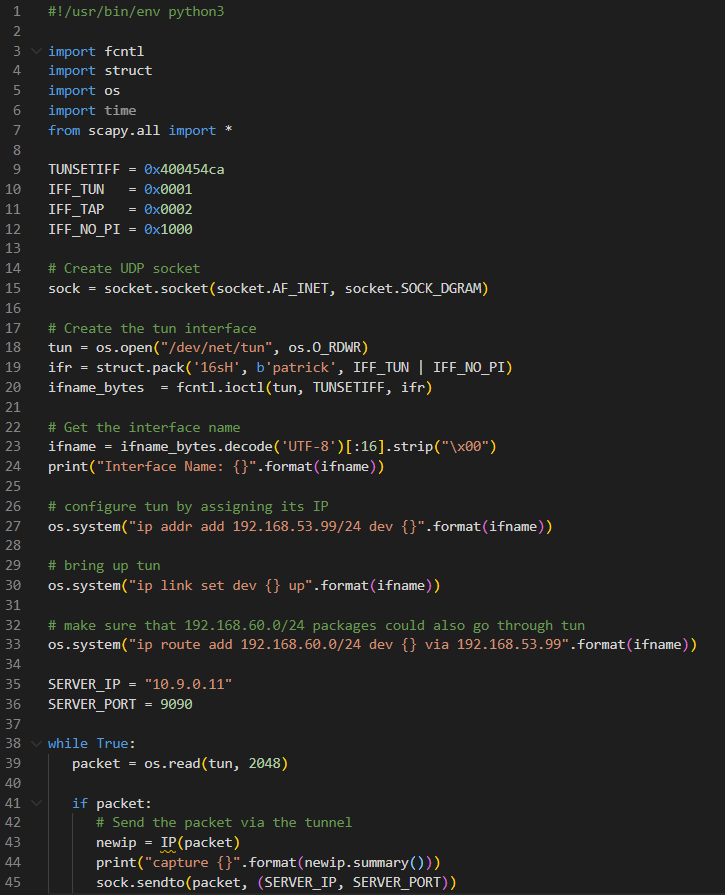 1 #!/usr/bin/env python3
2
3 import fcntl
4 import struct
5 import os
6 import time
7 from scapy.all import *
8
9 TUNSETIFF = 0x400454ca
10 IFF_TUN   = 0x0001
11 IFF_TAP   = 0x0002
12 IFF_NO_PI = 0x1000
13
14 # Create UDP socket
15 sock = socket.socket(socket.AF_INET, socket.SOCK_DGRAM)
16
17 # Create the tun interface
18 tun = os.open("/dev/net/tun", os.O_RDWR)
19 ifr = struct.pack('16sH', b'patrick', IFF_TUN | IFF_NO_PI)
20 ifname_bytes  = fcntl.ioctl(tun, TUNSETIFF, ifr)
21
22 # Get the interface name
23 ifname = ifname_bytes.decode('UTF-8')[:16].strip("\x00")
24 print("Interface Name: {}".format(ifname))
25
26 # configure tun by assigning its IP
27 os.system("ip addr add 192.168.53.99/24 dev {}".format(ifname))
28
29 # bring up tun
30 os.system("ip link set dev {} up".format(ifname))
31
32 # make sure that 192.168.60.0/24 packages could also go through tun
33 os.system("ip route add 192.168.60.0/24 dev {} via 192.168.53.99".format(ifname))
34
35 SERVER_IP = "10.9.0.11"
36 SERVER_PORT = 9090
37
38 while True:
39    packet = os.read(tun, 2048)
40
41    if packet:
42       # Send the packet via the tunnel
43       newip = IP(packet)
44       print("capture {}".format(newip.summary()))
45       sock.sendto(packet, (SERVER_IP, SERVER_PORT))